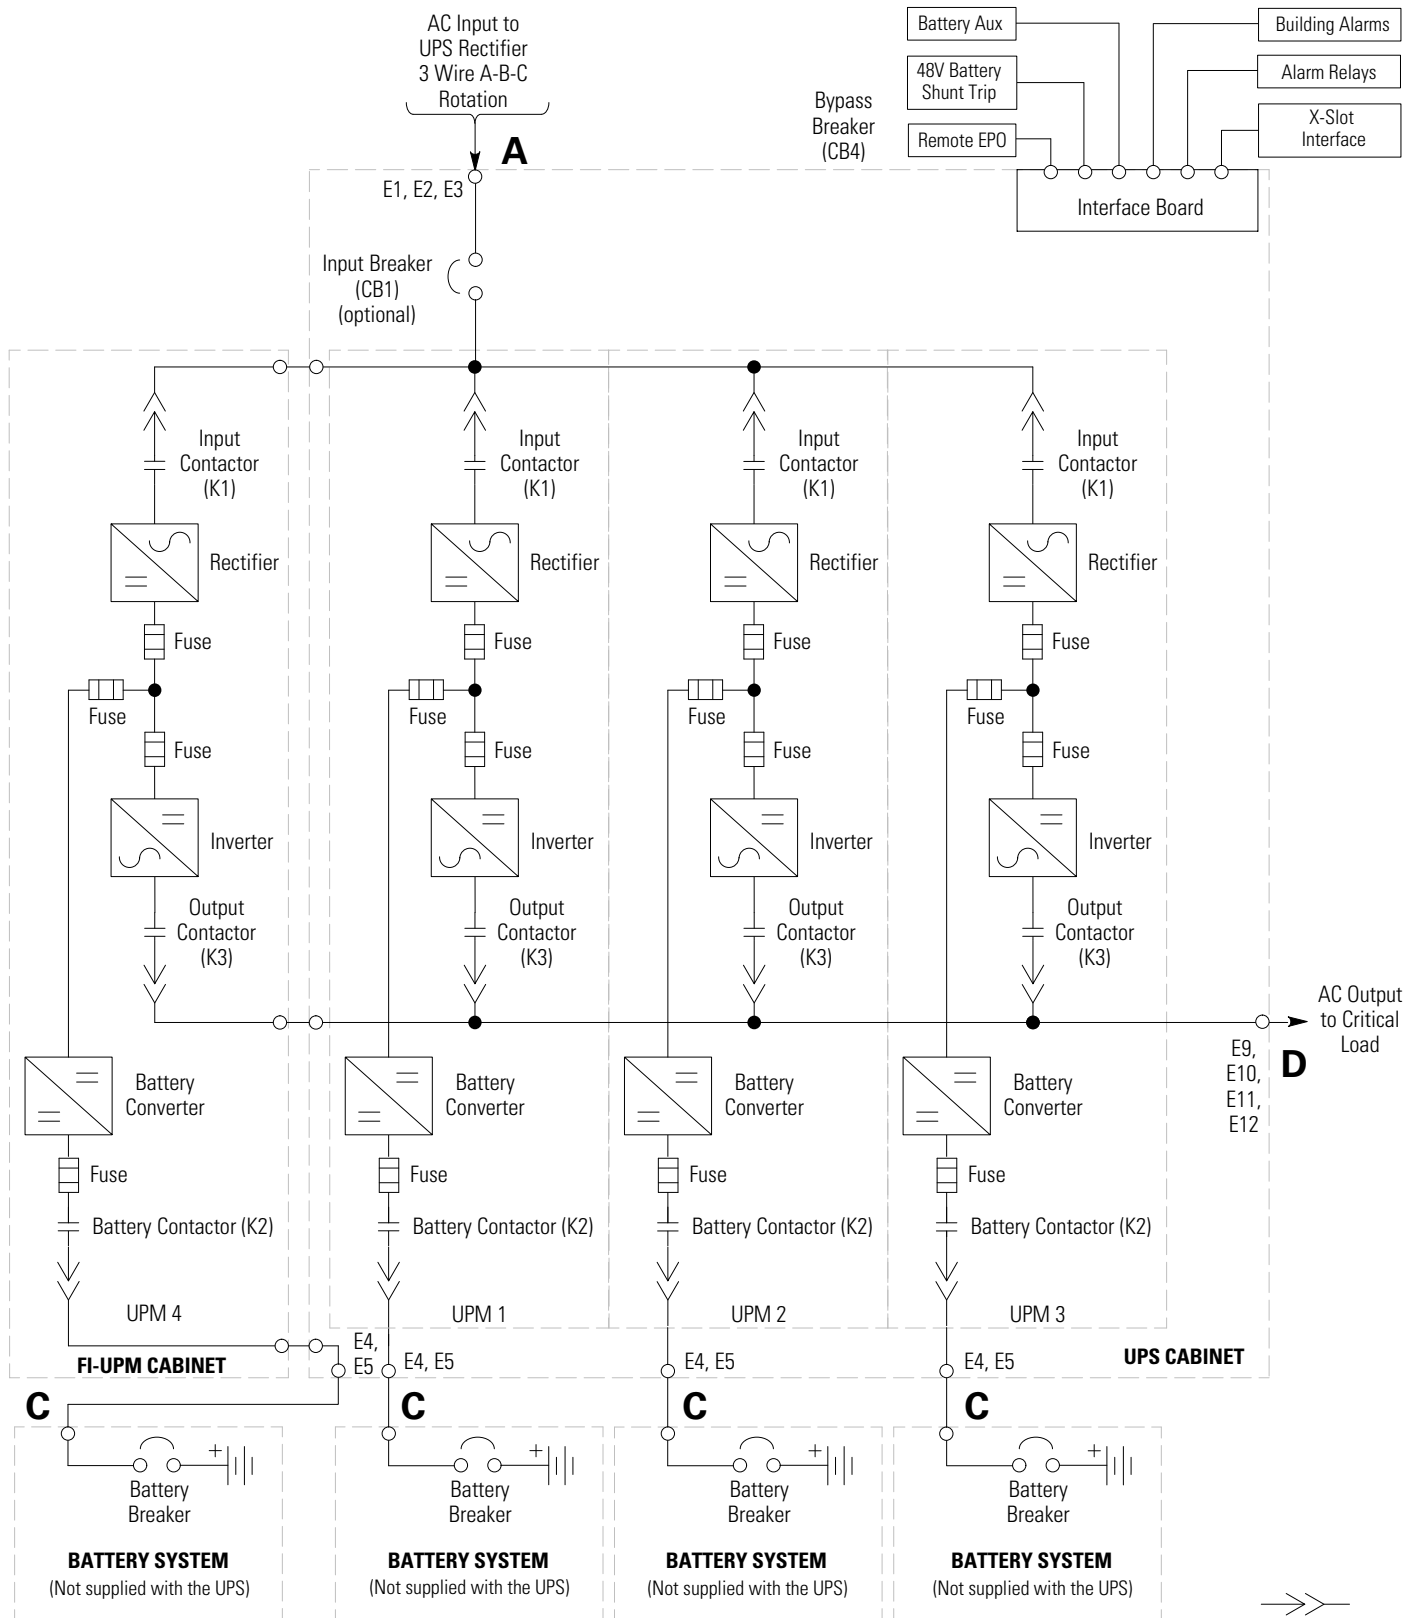 AC Input to
UPS Rectifier
3 Wire A-B-C
Rotation
A
E1, E2, E3
Bypass
Breaker
(CB4)
Battery Aux
48V Battery
Shunt Trip
Remote EPO
Building Alarms
Alarm Relays
X-Slot
Interface
Interface Board
Input Breaker
(CB1)
(optional)
Input
Contactor
(K1)
Input
Contactor
(K1)
Input
Contactor
(K1)
Input
Contactor
(K1)
Rectifier
Rectifier
Rectifier
Rectifier
Fuse
Fuse
Fuse
Fuse
Fuse
Fuse
Fuse
Fuse
Fuse
Fuse
Fuse
Fuse
Inverter
Inverter
Inverter
Inverter
Output
Contactor
(K3)
Output
Contactor
(K3)
Output
Contactor
(K3)
Output
Contactor
(K3)
AC Output
to Critical
Load
D
E9,
E10,
E11,
E12
Battery
Converter
Battery
Converter
Battery
Converter
Battery
Converter
Fuse
Fuse
Fuse
Fuse
Battery Contactor (K2)
Battery Contactor (K2)
Battery Contactor (K2)
Battery Contactor (K2)
UPM 4
UPM 1
UPM 2
UPM 3
FI-UPM CABINET
UPS CABINET
E4,
E5
E4, E5
E4, E5
E4, E5
C
C
C
C
+
+
+
+
Battery
Breaker
Battery
Breaker
Battery
Breaker
Battery
Breaker
BATTERY SYSTEM
(Not supplied with the UPS)
BATTERY SYSTEM
(Not supplied with the UPS)
BATTERY SYSTEM
(Not supplied with the UPS)
BATTERY SYSTEM
(Not supplied with the UPS)